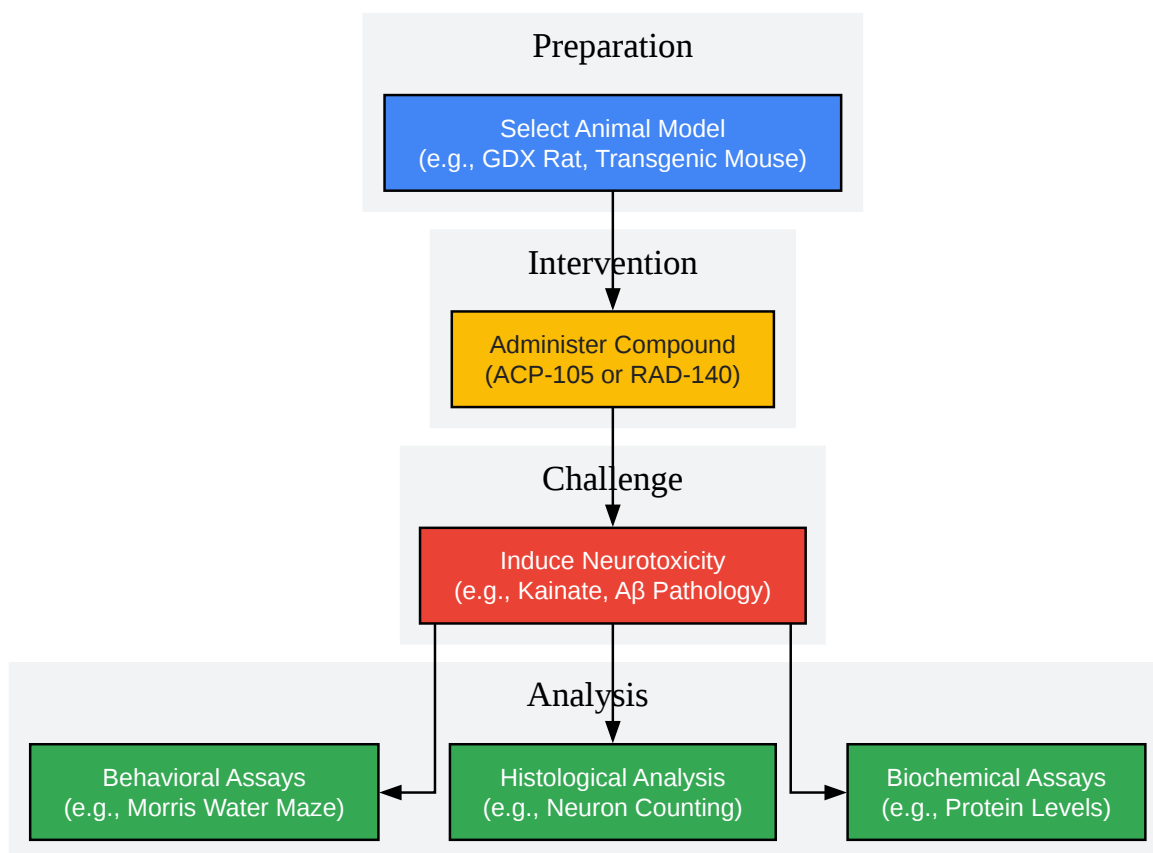 Preparation
Select Animal Model
(e.g., GDX Rat, Transgenic Mouse)
Intervention
Administer Compound
(ACP-105 or RAD-140)
Challenge
Induce Neurotoxicity
(e.g., Kainate, Aβ Pathology)
Analysis
Behavioral Assays
(e.g., Morris Water Maze)
Histological Analysis
(e.g., Neuron Counting)
Biochemical Assays
(e.g., Protein Levels)